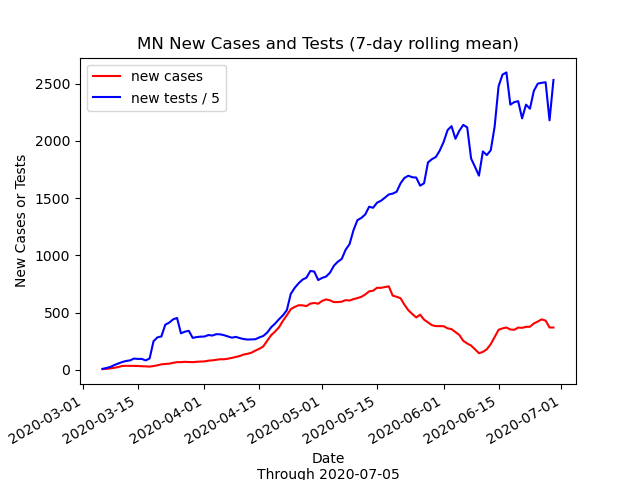 MN New Cases and Tests (7-day rolling mean)
new cases
new tests / 5
New Cases or Tests
2500
2000
1500
1000
500
0
2020-03-01
2020-03-15
2020-04-01
2020-04-15
2020-05-01
2020-05-15
2020-06-01
2020-06-15
2020-07-01
Date
Through 2020-07-05